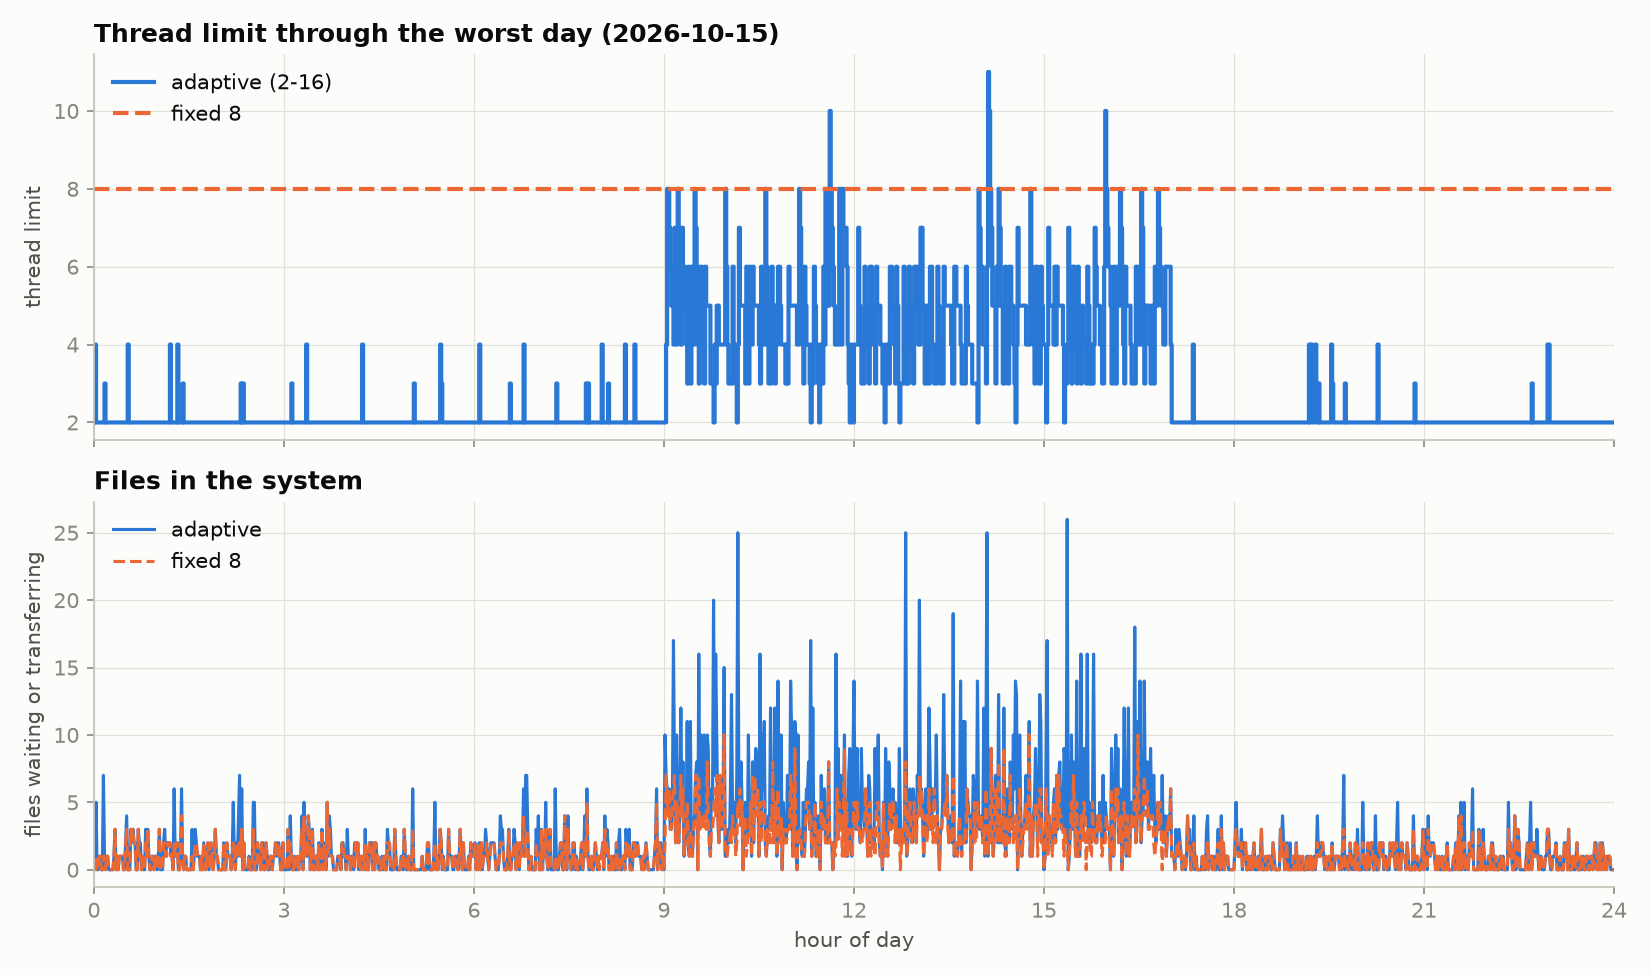 Thread limit through the worst day (2026-10-15)
adaptive (2-16)
fixed 8
thread limit
10
8
6
4
2
Files in the system
adaptive
fixed 8
files waiting or transferring
25
20
15
10
5
0
0 3 6 9 12 15 18 21 24
hour of day